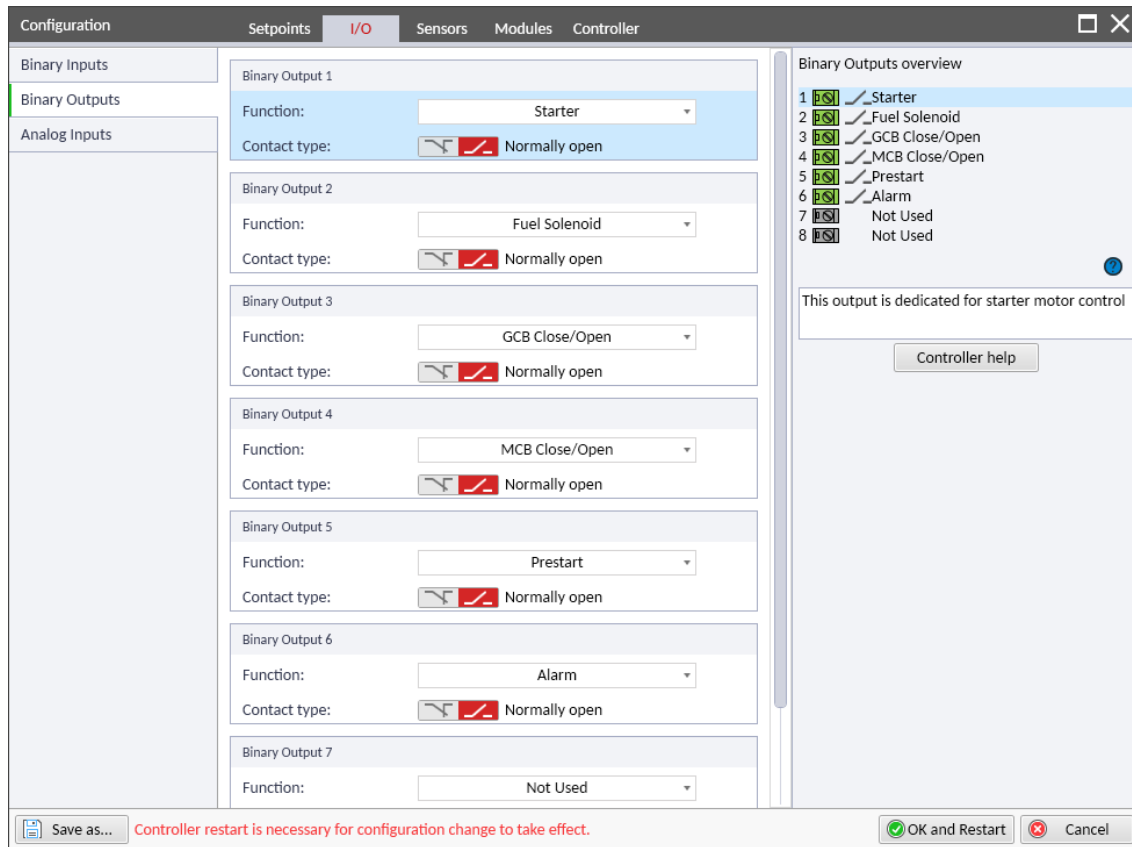 Configuration
Setpoints I/O Sensors Modules Controller
Binary Inputs
Binary Outputs
Analog Inputs
Binary Output 1
Function: Starter
Contact type: Normally open
Binary Output 2
Function: Fuel Solenoid
Contact type: Normally open
Binary Output 3
Function: GCB Close/Open
Contact type: Normally open
Binary Output 4
Function: MCB Close/Open
Contact type: Normally open
Binary Output 5
Function: Prestart
Contact type: Normally open
Binary Output 6
Function: Alarm
Contact type: Normally open
Binary Output 7
Function: Not Used
Binary Outputs overview
1 Starter
2 Fuel Solenoid
3 GCB Close/Open
4 MCB Close/Open
5 Prestart
6 Alarm
7 Not Used
8 Not Used
?
This output is dedicated for starter motor control
Controller help
Save as... Controller restart is necessary for configuration change to take effect. OK and Restart Cancel